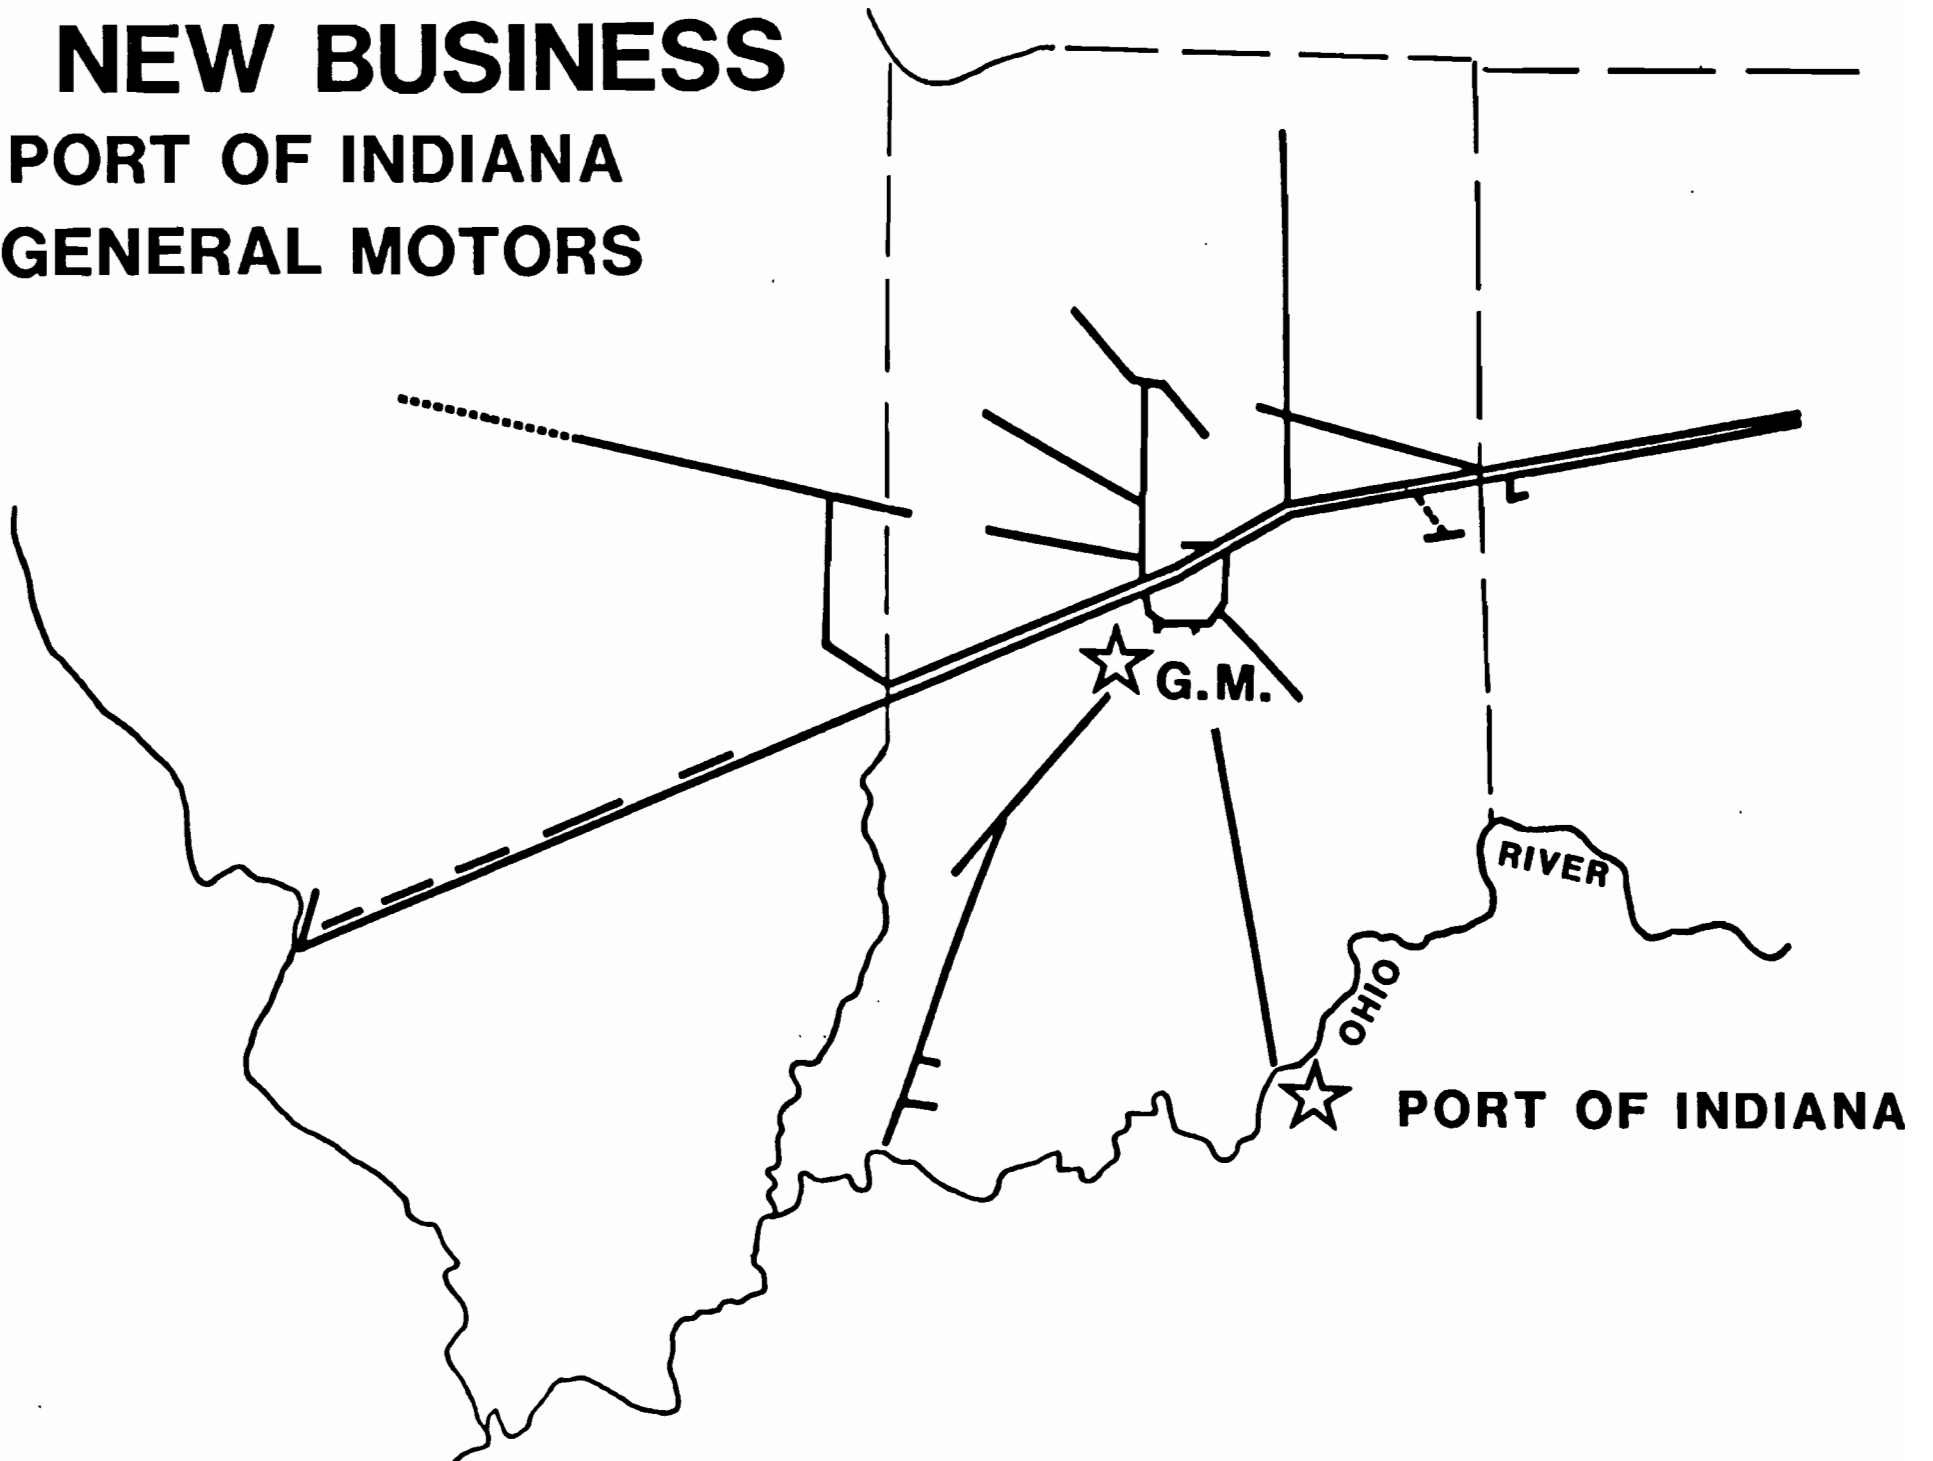 NEW BUSINESS
PORT OF INDIANA
GENERAL MOTORS
G.M.
RIVER
OHIO
PORT OF INDIANA